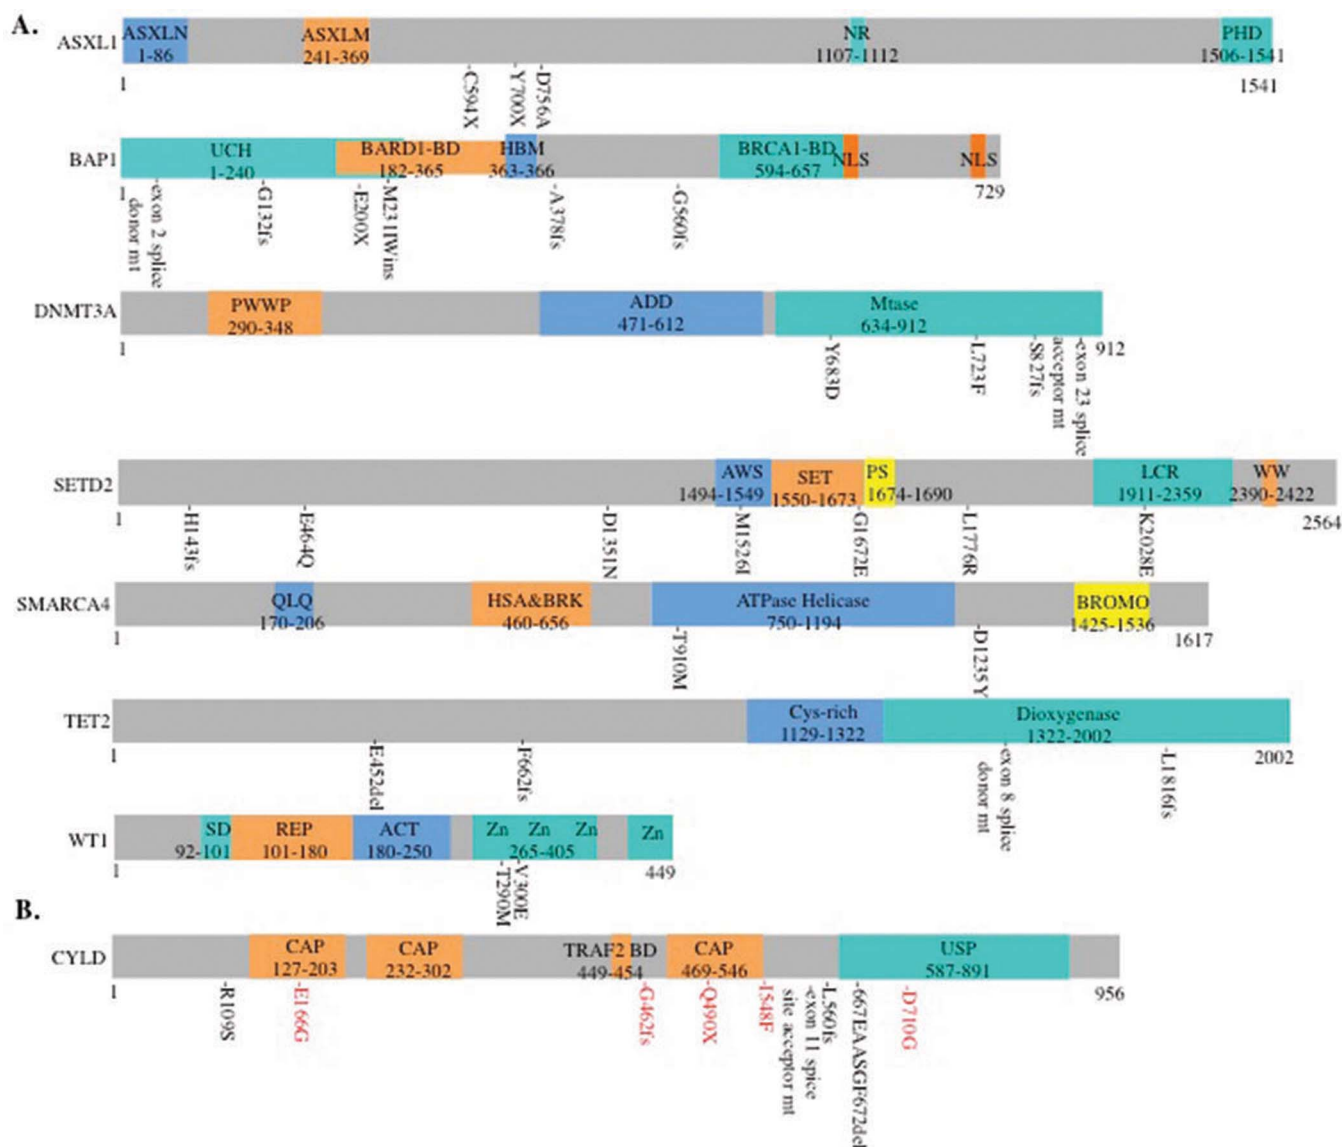 A.
ASXL1
ASXLN
1-86
ASXLM
241-369
NR
1107-1112
PHD
1506-1541
1
1541
-C594X
-Y700X
-D756A
BAP1
UCH
1-240
BARD1-BD
182-365
HBM
363-366
BRCA1-BD
594-657
NLS
NLS
1
729
-exon 2 splice
donor mt
-G132fs
-E200X
-M231IWins
-A378fs
-G560fs
DNMT3A
PWWP
290-348
ADD
471-612
Mtase
634-912
1
912
-Y683D
-L723F
-S827fs
-exon 23 splice
acceptor mt
SETD2
AWS
1494-1549
SET
1550-1673
PS
1674-1690
LCR
1911-2359
WW
2390-2422
1
2564
-H143fs
-E464Q
-D1351N
-M1526I
-G1672E
-L1776R
-K2028E
SMARCA4
QLQ
170-206
HSA&BRK
460-656
ATPase Helicase
750-1194
BROMO
1425-1536
1
1617
-T910M
-D1235Y
TET2
Cys-rich
1129-1322
Dioxygenase
1322-2002
1
2002
-E452del
-F662fs
-exon 8 splice
donor mt
-L1816fs
WT1
SD
92-101
REP
101-180
ACT
180-250
Zn Zn Zn
265-405
Zn
1
449
-V300E
-T290M
B.
CYLD
CAP
127-203
CAP
232-302
TRAF2 BD
449-454
CAP
469-546
USP
587-891
1
956
-R109S
-E166G
-G462fs
-Q490X
-I548F
-L560fs
-exon 11 spice
site acceptor mt
-667EAASGF672del
-D710G